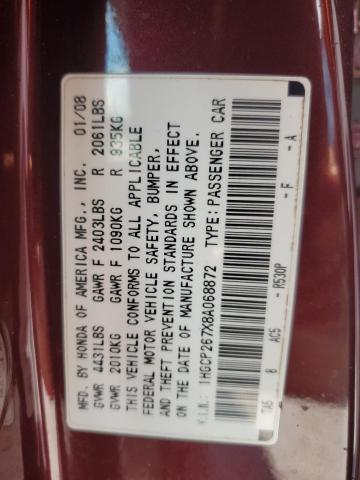 MFD. BY HONDA OF AMERICA MFG., INC. 01/08
GVWR 4431LBS GAWR F 2403LBS R 2061LBS
GVWR 2010KG GAWR F 1090KG R 935KG
THIS VEHICLE CONFORMS TO ALL APPLICABLE
FEDERAL MOTOR VEHICLE SAFETY, BUMPER,
AND THEFT PREVENTION STANDARDS IN EFFECT
ON THE DATE OF MANUFACTURE SHOWN ABOVE.
V.I.N.: 1HGCP267X8A068872 TYPE: PASSENGER CAR
TA5 8 AC5 - R530P - F - A